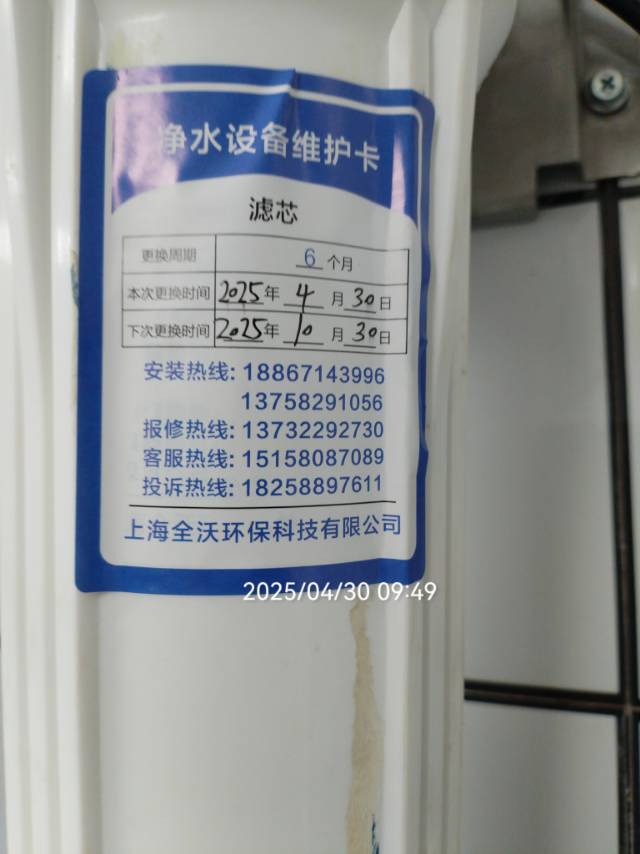 净水设备维护卡
滤芯
更换周期 6 个月
本次更换时间 2025年 4 月 30 日
下次更换时间 2025年 10 月 30 日
安装热线: 18867143996
13758291056
报修热线: 13732292730
客服热线: 15158087089
投诉热线: 18258897611
上海全沃环保科技有限公司
2025/04/30 09:49